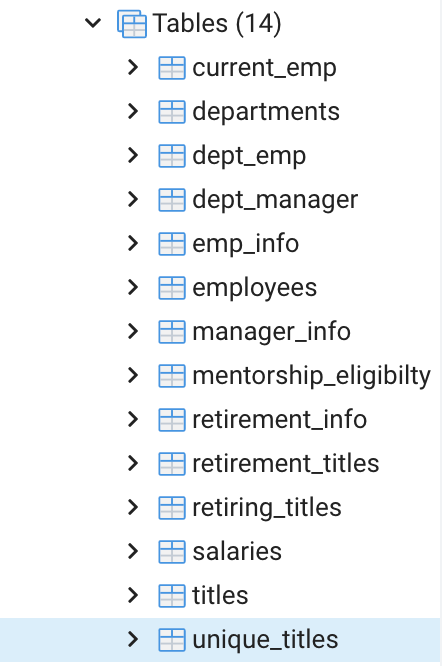 Tables (14)
current_emp
departments
dept_emp
dept_manager
emp_info
employees
manager_info
mentorship_eligibilty
retirement_info
retirement_titles
retiring_titles
salaries
titles
unique_titles